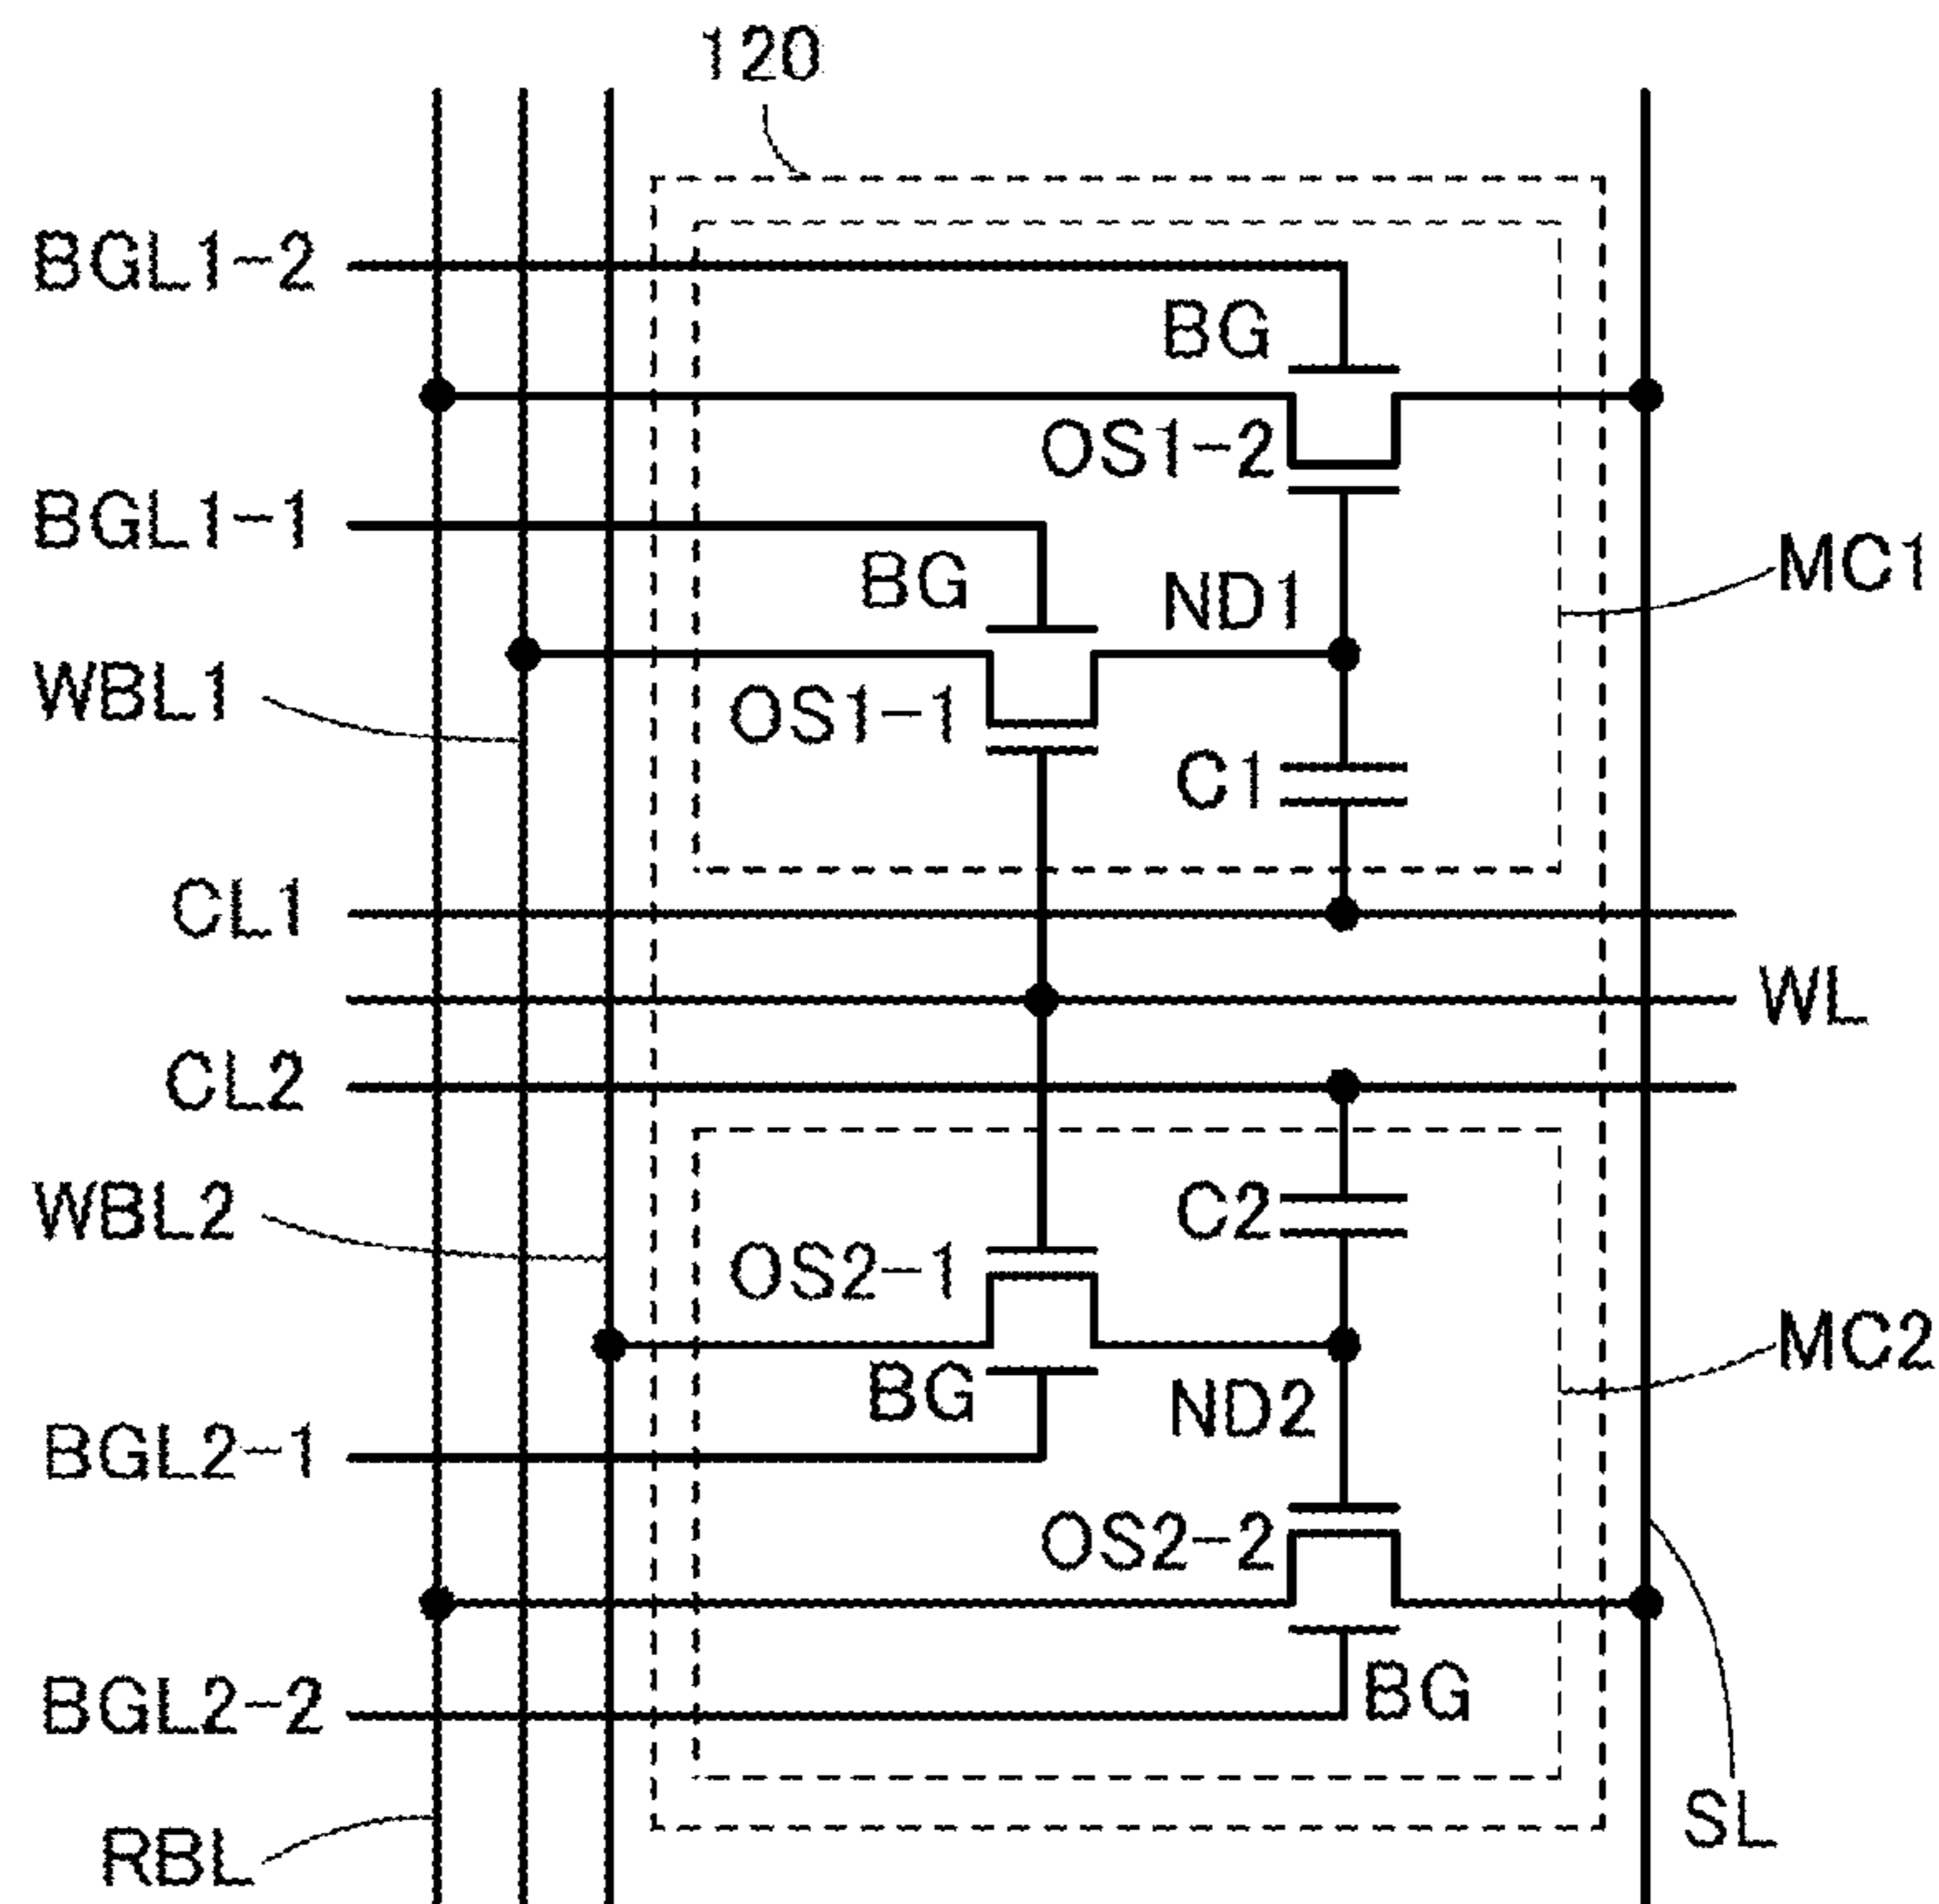 120
BGL1-2
BG
OS1-2
BGL1-1
BG
ND1
MC1
WBL1
OS1-1
C1
CL1
WL
CL2
WBL2
C2
OS2-1
MC2
BG
ND2
BGL2-1
OS2-2
BGL2-2
BG
SL
RBL